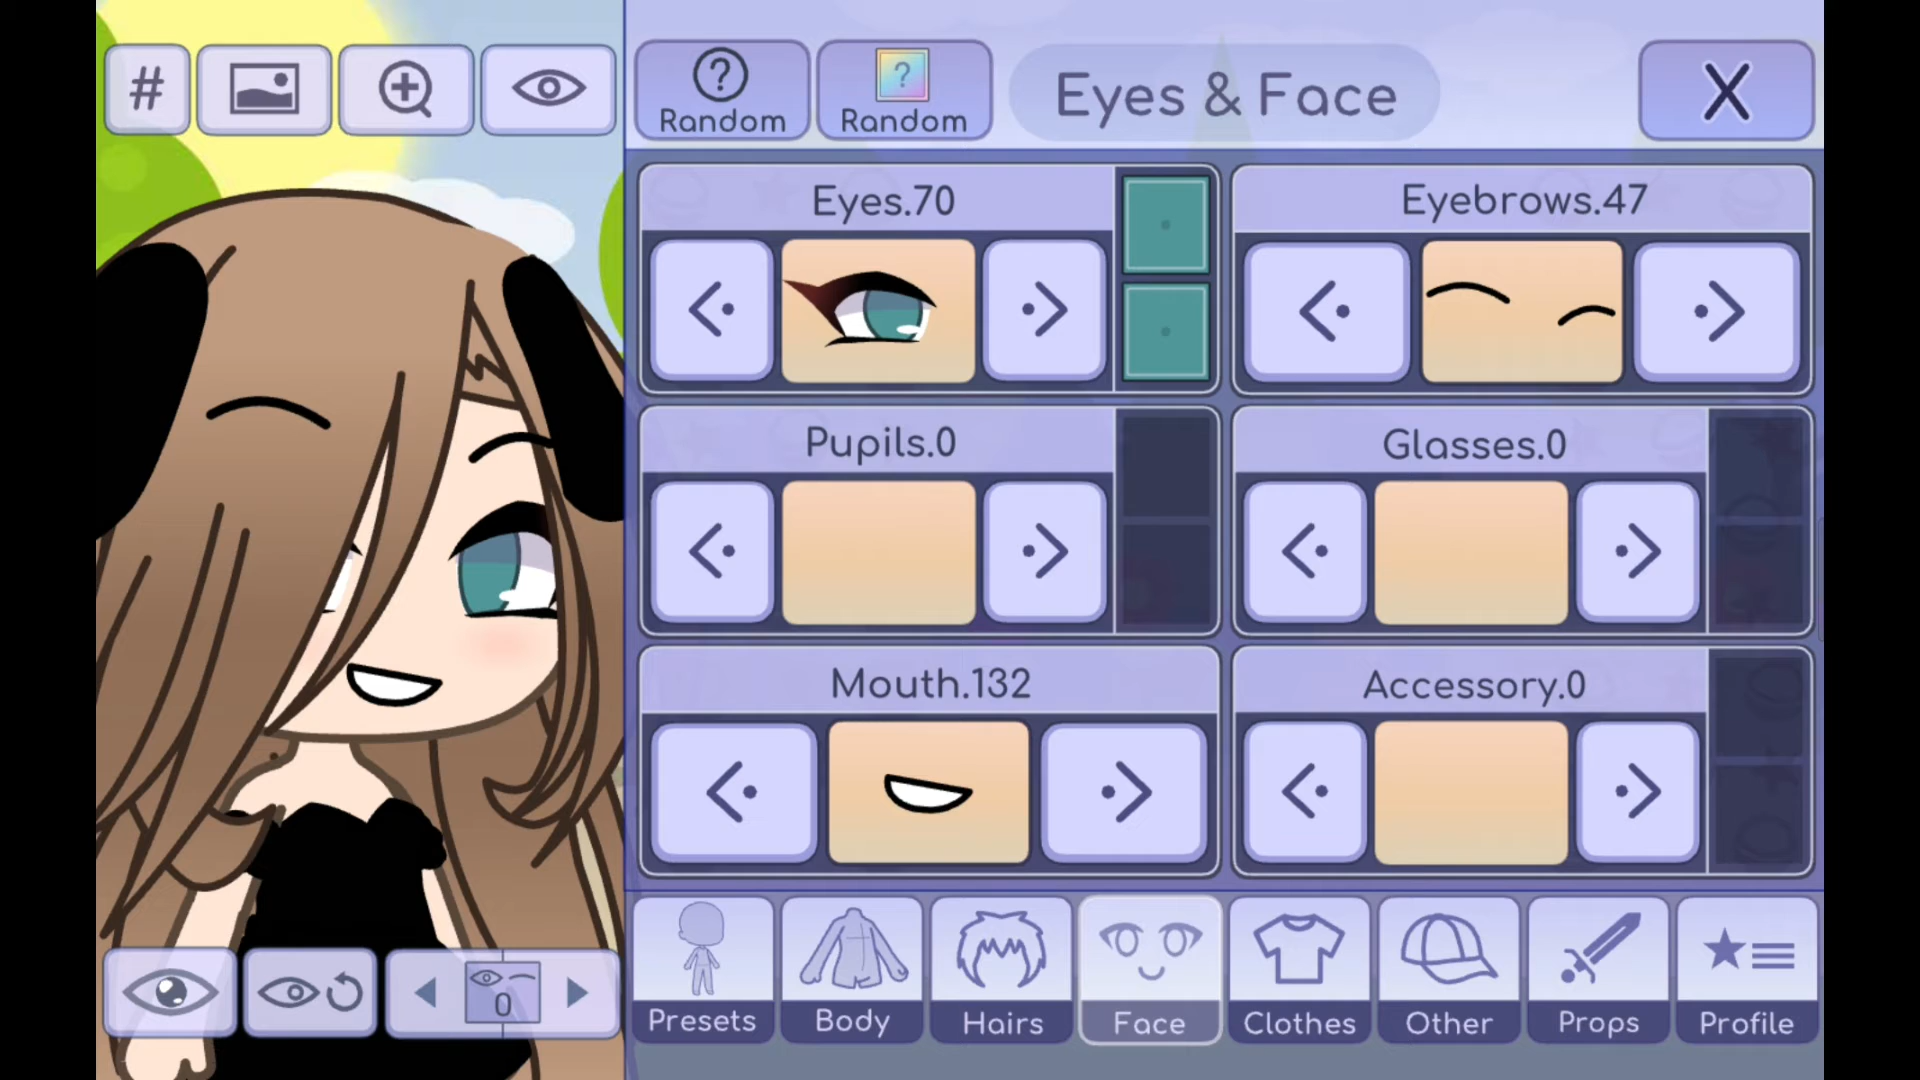 #
? Random
? Random
Eyes & Face
X
Eyes.70
Eyebrows.47
Pupils.0
Glasses.0
Mouth.132
Accessory.0
0
Presets
Body
Hairs
Face
Clothes
Other
Props
Profile